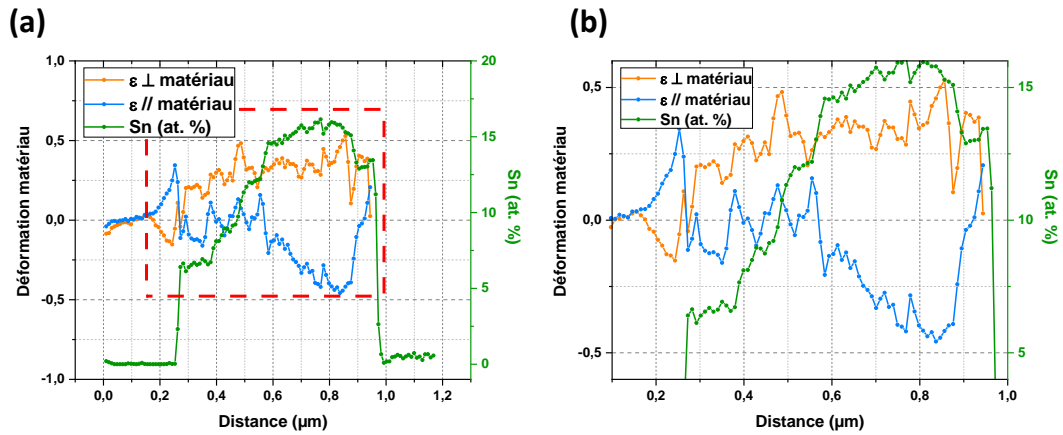 (a)
1,0
0,5
0,0
-0,5
-1,0
Déformation matériau
ε ⊥ matériau
ε // matériau
Sn (at. %)
20
15
10
5
0
Sn (at. %)
0,0 0,2 0,4 0,6 0,8 1,0 1,2
Distance (µm)
(b)
0,5
0,0
-0,5
Déformation matériau
ε ⊥ matériau
ε // matériau
Sn (at. %)
15
10
5
Sn (at. %)
0,2 0,4 0,6 0,8 1,0
Distance (µm)